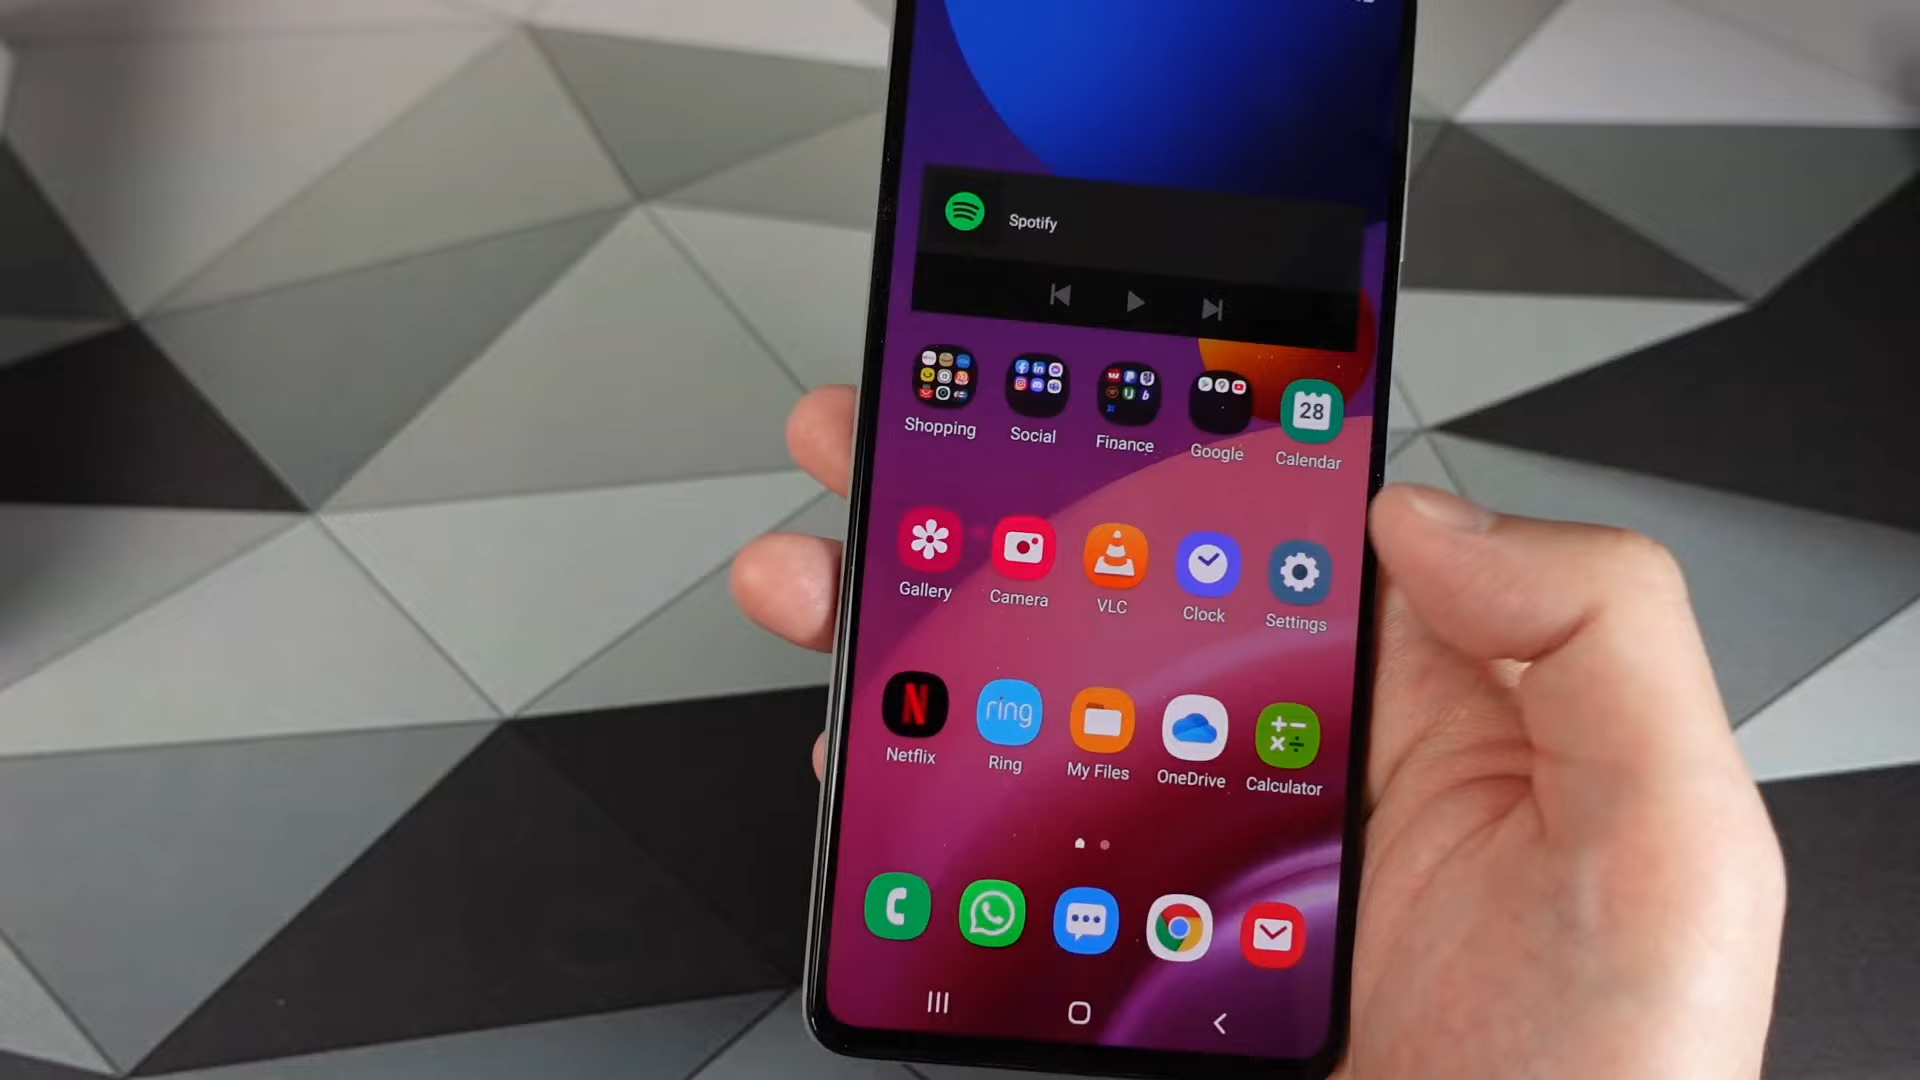 Spotify
Shopping
Social
Finance
Google
28
Calendar
Gallery
Camera
VLC
Clock
Settings
N
Netflix
ring
Ring
My Files
OneDrive
Calculator